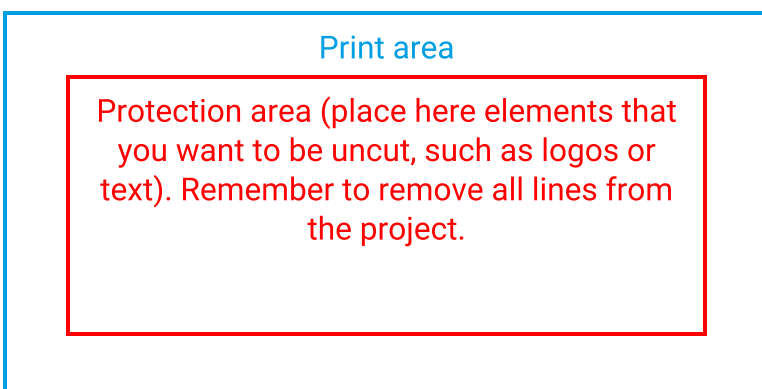 Print area
Protection area (place here elements that
you want to be uncut, such as logos or
text). Remember to remove all lines from
the project.